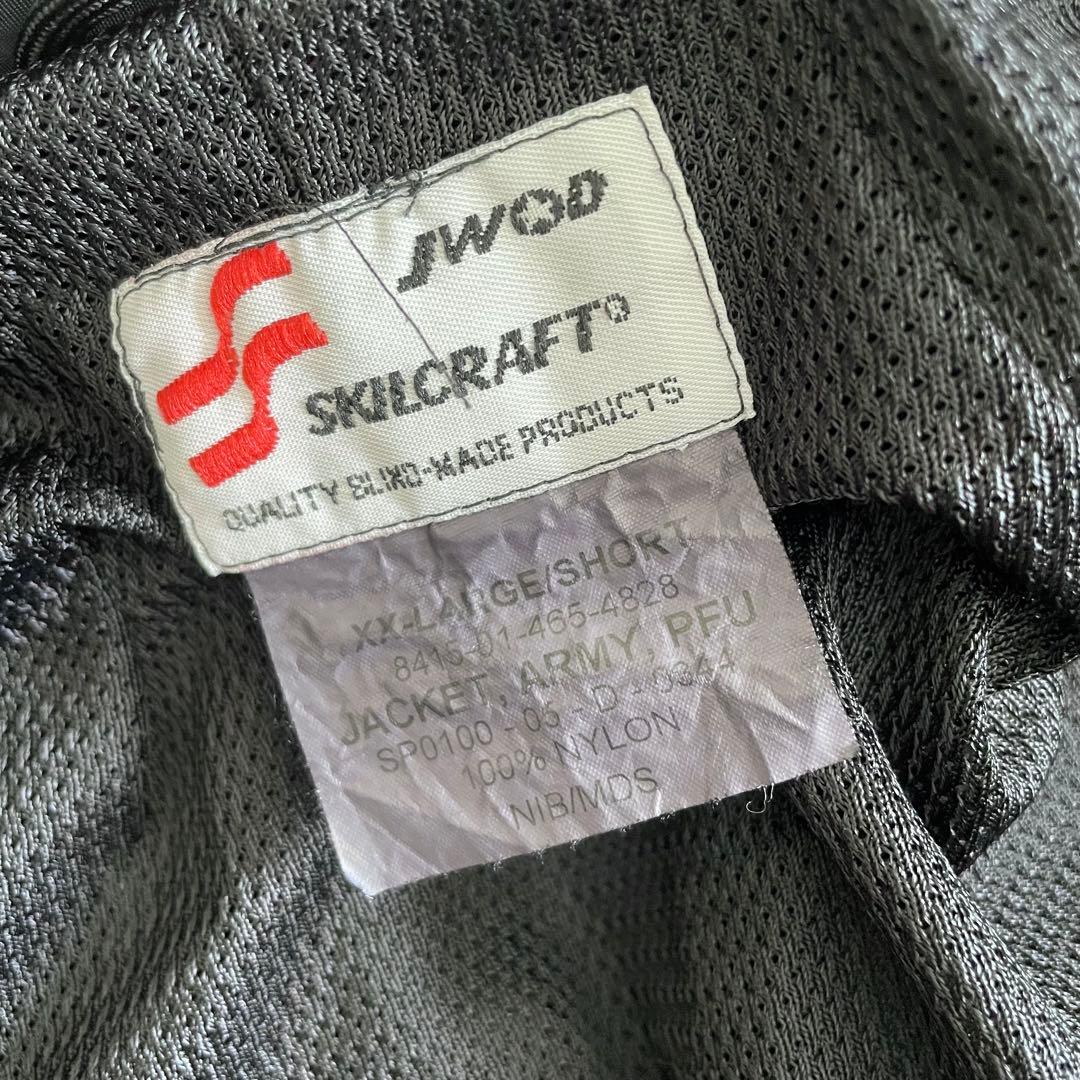 JWOD
SKILCRAFT®
QUALITY BLIND-MADE PRODUCTS
XX-LARGE/SHORT
8415-01-465-4828
JACKET, ARMY, PFU
SP0100 - 05 - D - 0344
100% NYLON
NIB/MDS